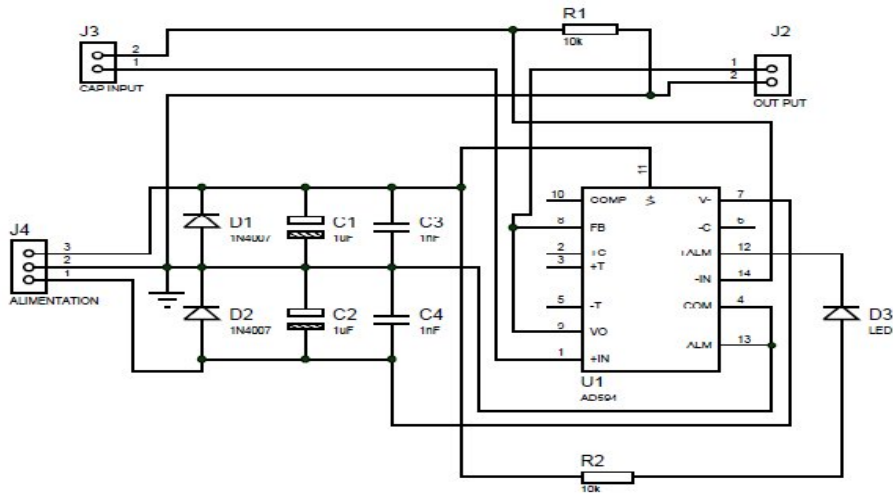 R1
10k
J3
2
1
CAP INPUT
J2
1
2
OUT PUT
J4
3
2
1
ALIMENTATION
D1
1N4007
C1
1uF
C3
1nF
D2
1N4007
C2
1uF
C4
1nF
11
V+
10 COMP V- 7
8 FB -C 6
2 +C +ALM 12
3 +T
-IN 14
5 -T COM 4
9 VO
-ALM 13
1 +IN
U1
AD594
D3
LED
R2
10k